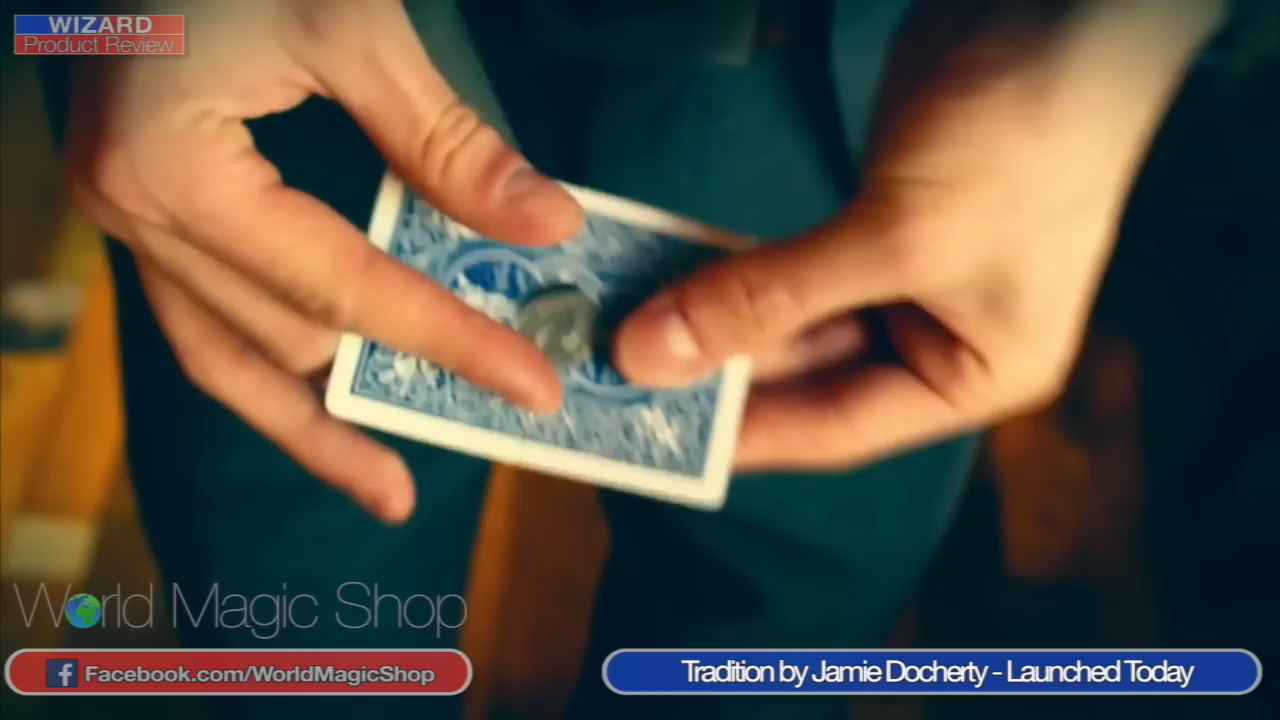 WIZARD
Product Review
World Magic Shop
Facebook.com/WorldMagicShop
Tradition by Jamie Docherty - Launched Today